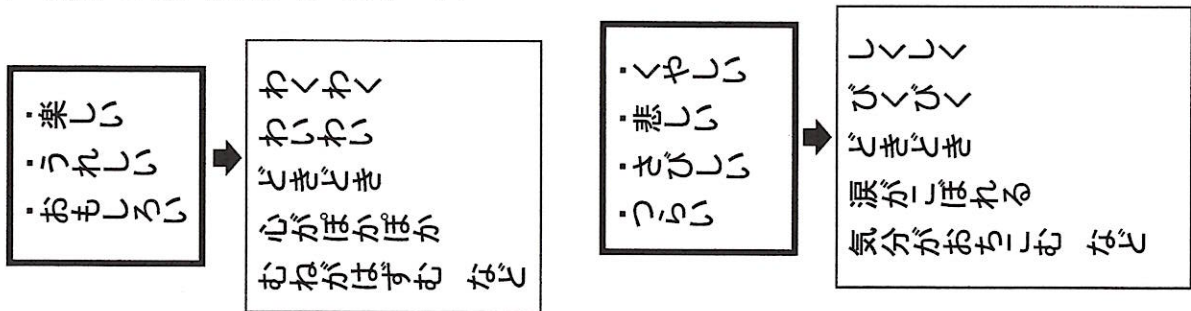 ・楽しい
・うれしい
・おもしろい
わくわく
わいわい
どきどき
心がぽかぽか
むねがはずむ など
・くやしい
・悲しい
・さびしい
・つらい
しくしく
びくびく
どきどき
涙がこぼれる
気分がおちこむ など